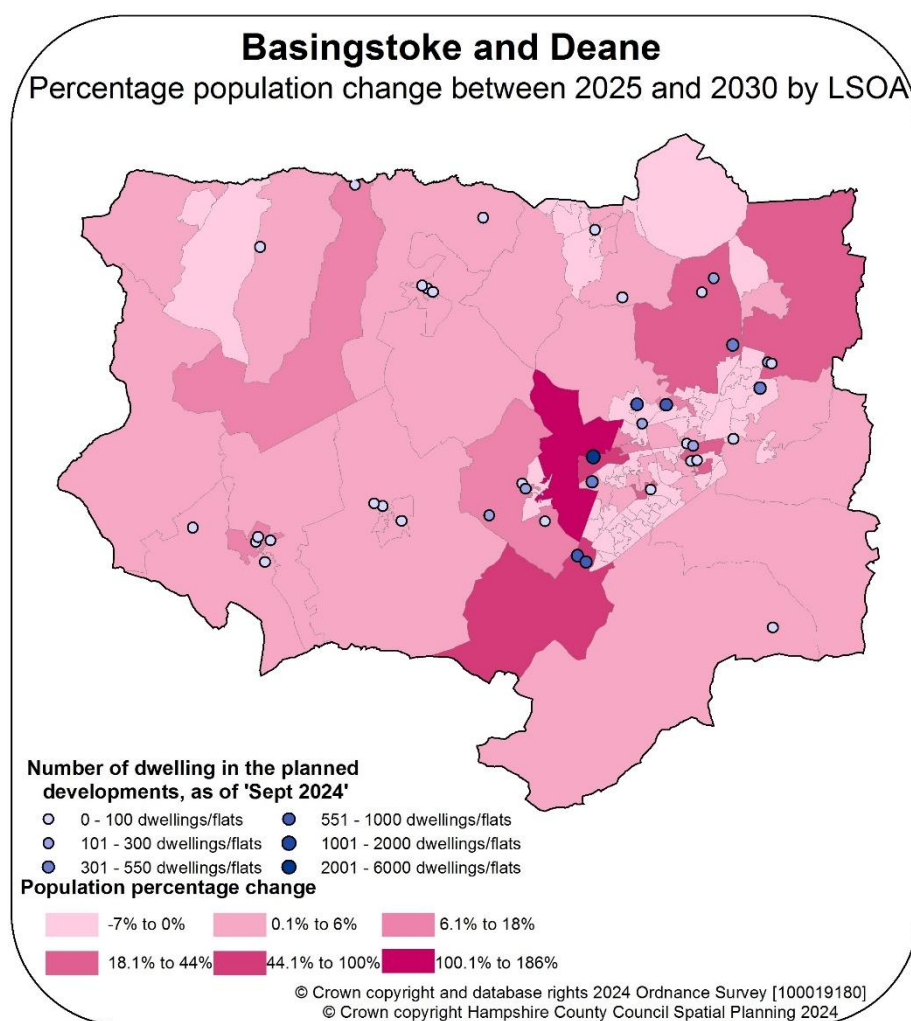 Basingstoke and Deane
Percentage population change between 2025 and 2030 by LSOA
Number of dwelling in the planned
developments, as of 'Sept 2024'
0 - 100 dwellings/flats
551 - 1000 dwellings/flats
101 - 300 dwellings/flats
1001 - 2000 dwellings/flats
301 - 550 dwellings/flats
2001 - 6000 dwellings/flats
Population percentage change
-7% to 0%
0.1% to 6%
6.1% to 18%
18.1% to 44%
44.1% to 100%
100.1% to 186%
© Crown copyright and database rights 2024 Ordnance Survey [100019180]
© Crown copyright Hampshire County Council Spatial Planning 2024